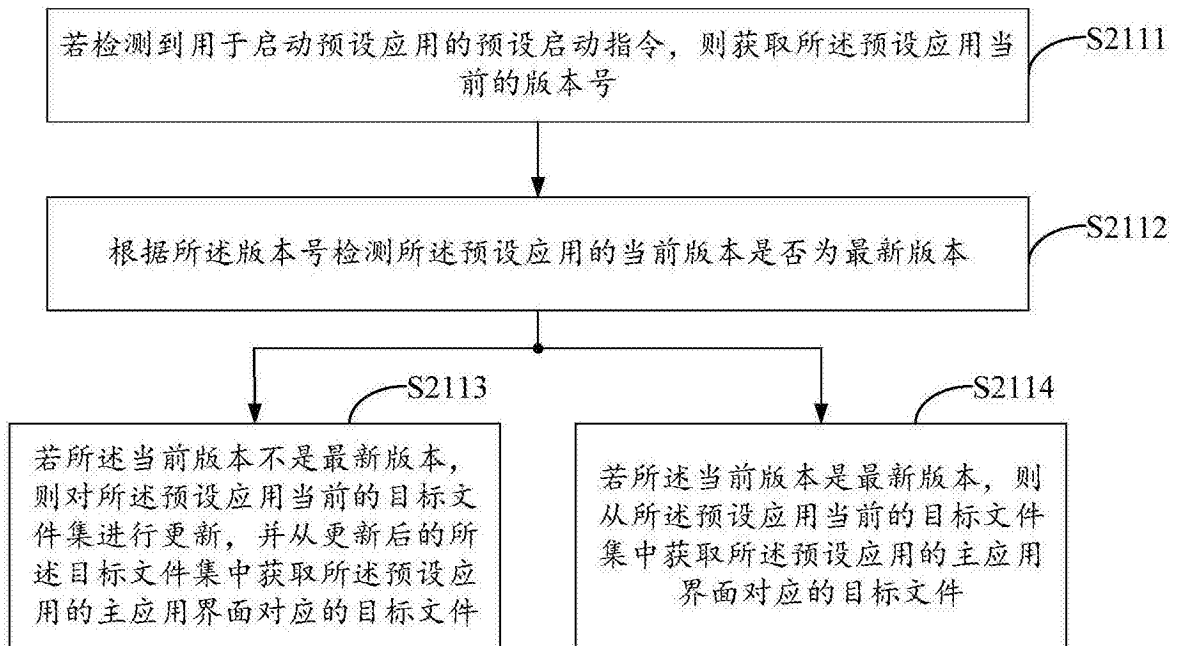 若检测到用于启动预设应用的预设启动指令，则获取所述预设应用当
前的版本号
S2111
根据所述版本号检测所述预设应用的当前版本是否为最新版本
S2112
S2113
若所述当前版本不是最新版本，
则对所述预设应用当前的目标文
件集进行更新，并从更新后的所
述目标文件集中获取所述预设应
用的主应用界面对应的目标文件
S2114
若所述当前版本是最新版本，则
从所述预设应用当前的目标文件
集中获取所述预设应用的主应用
界面对应的目标文件